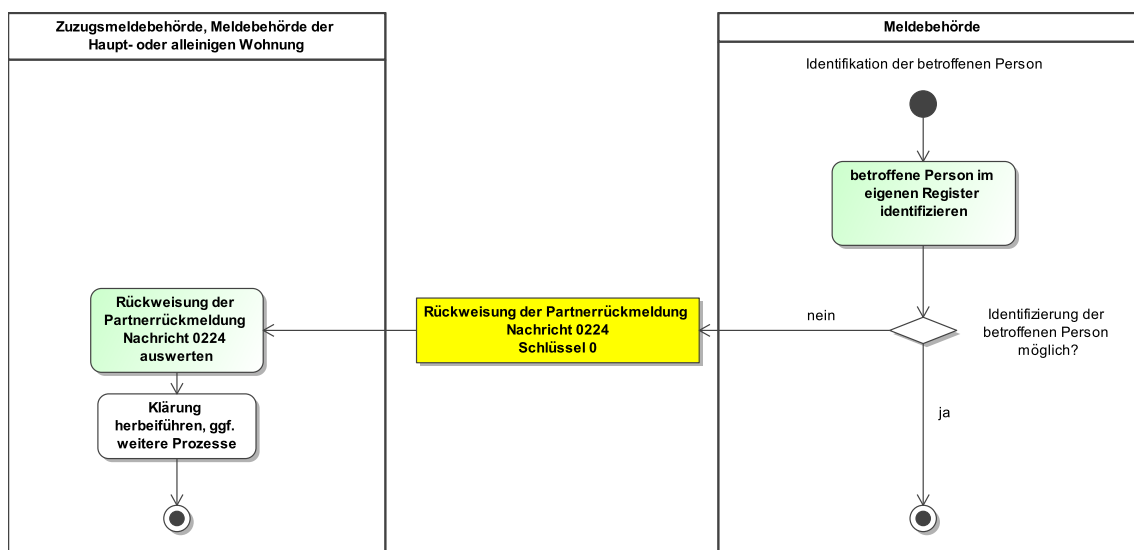 Zuzugsmeldebehörde, Meldebehörde der
Haupt- oder alleinigen Wohnung
Meldebehörde
Identifikation der betroffenen Person
betroffene Person im
eigenen Register
identifizieren
Identifizierung der
betroffenen Person
möglich?
nein
ja
Rückweisung der Partnerrückmeldung
Nachricht 0224
Schlüssel 0
Rückweisung der
Partnerrückmeldung
Nachricht 0224
auswerten
Klärung
herbeiführen, ggf.
weitere Prozesse